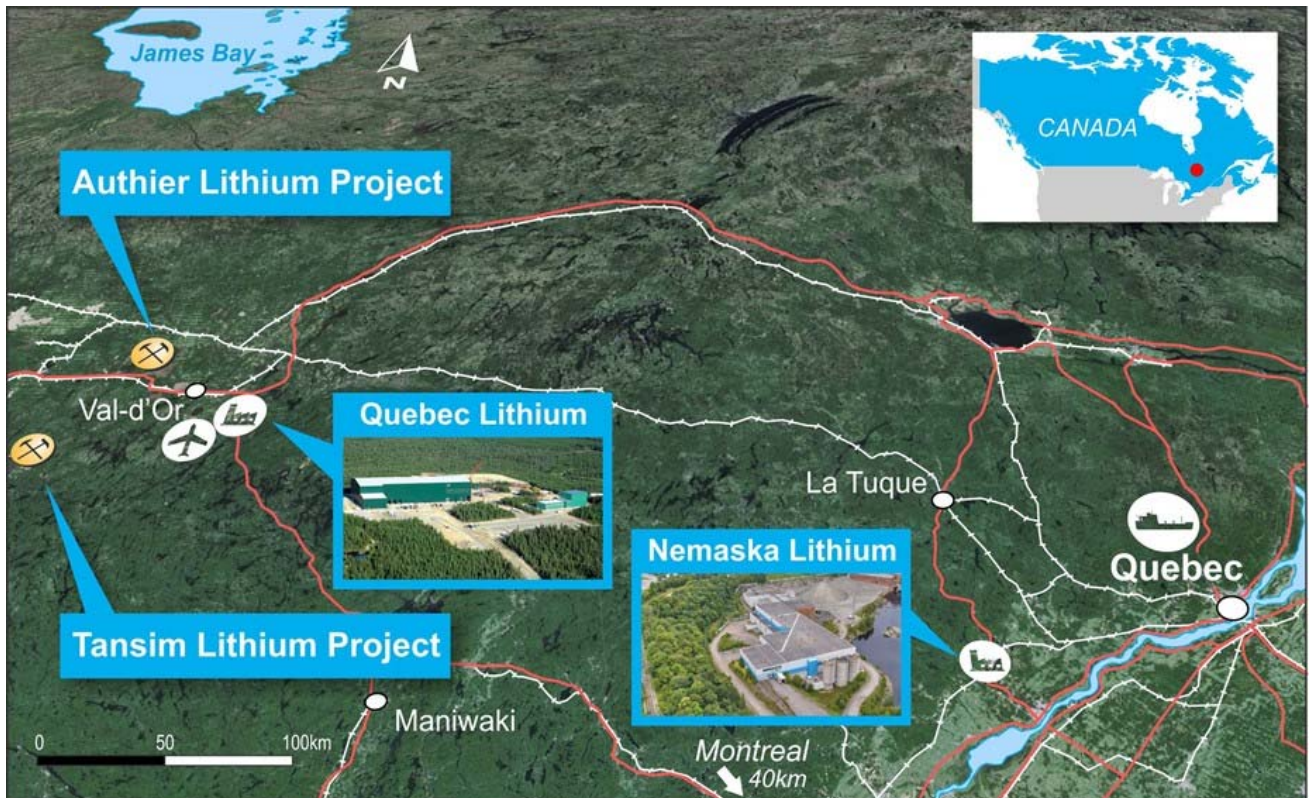 James Bay
N
CANADA
Authier Lithium Project
Val-d'Or
Quebec Lithium
La Tuque
Nemaska Lithium
Quebec
Tansim Lithium Project
Maniwaki
0 50 100km
Montreal
40km